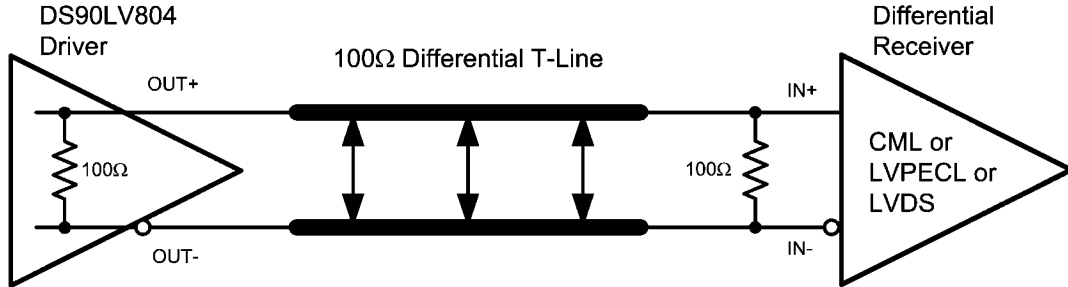 DS90LV804
Driver
100Ω Differential T-Line
Differential
Receiver
OUT+
IN+
100Ω
100Ω
CML or
LVPECL or
LVDS
OUT-
IN-